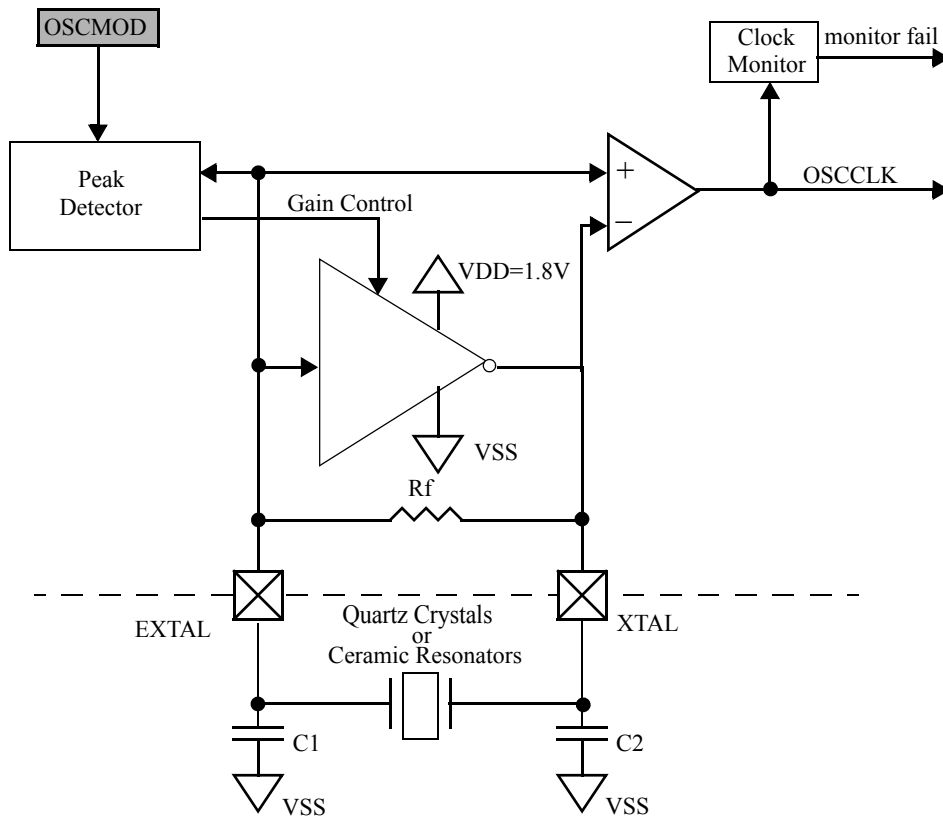 OSCMOD
Clock
Monitor
monitor fail
Peak
Detector
+
OSCCLK
Gain Control
−
VDD=1.8V
VSS
Rf
EXTAL
Quartz Crystals
or
Ceramic Resonators
XTAL
C1
C2
VSS
VSS